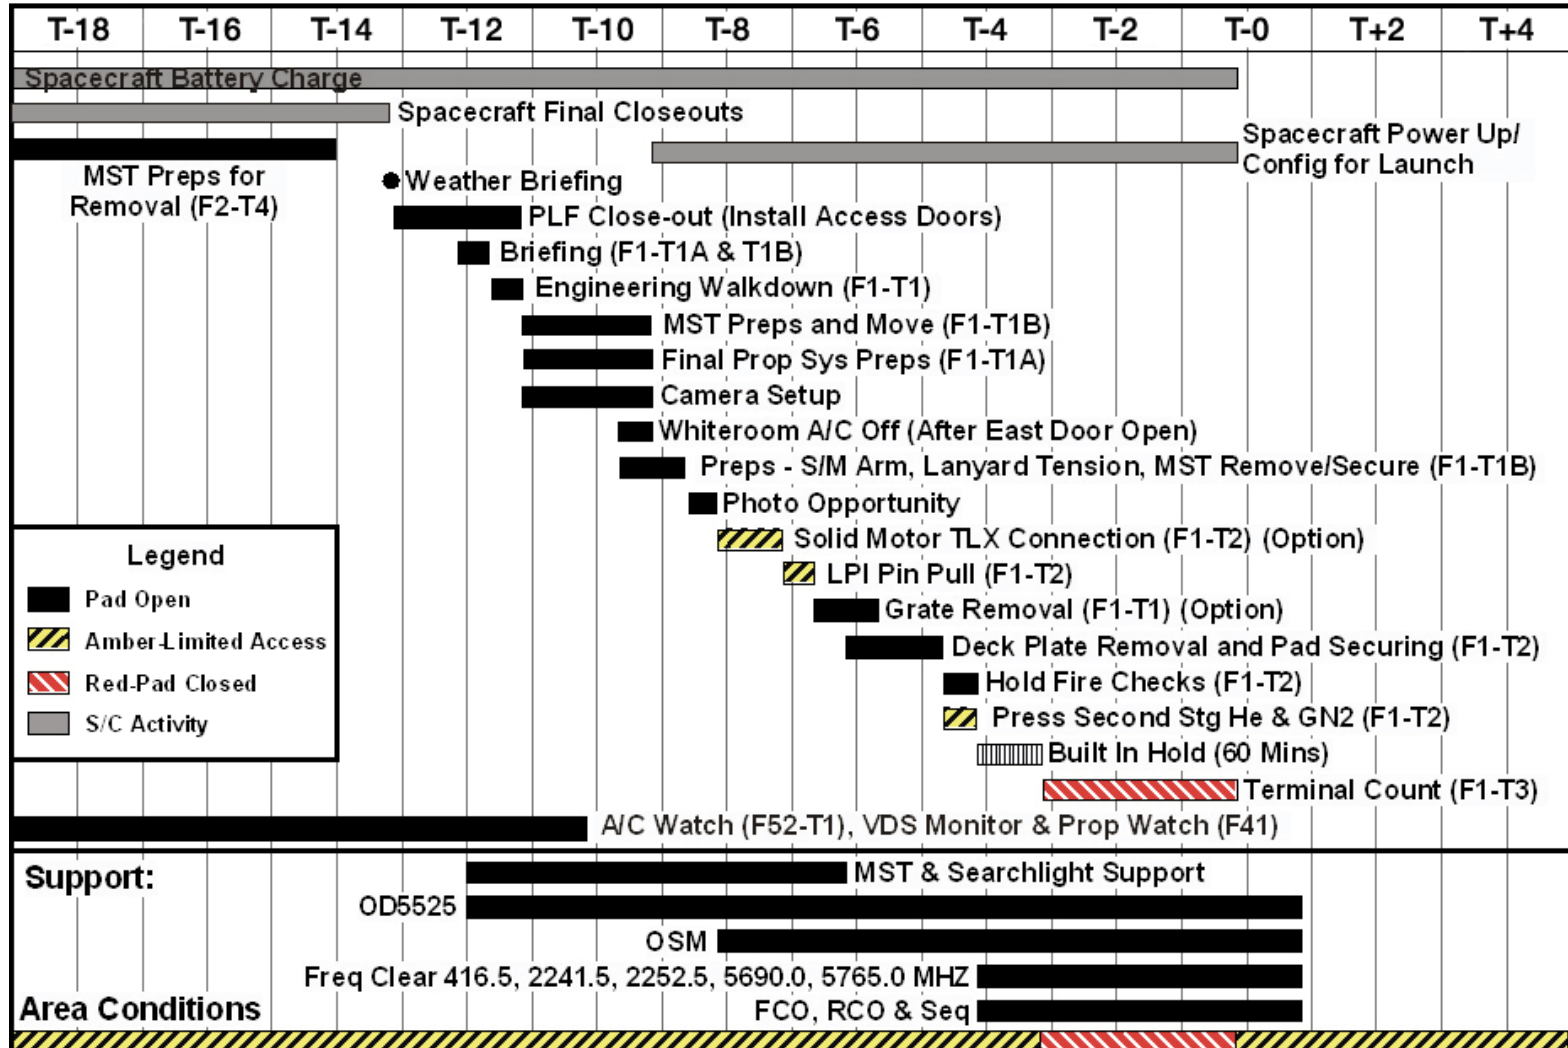 T-18 T-16 T-14 T-12 T-10 T-8 T-6 T-4 T-2 T-0 T+2 T+4
Spacecraft Battery Charge
Spacecraft Final Closeouts
Spacecraft Power Up/
Config for Launch
MST Preps for
Removal (F2-T4)
Weather Briefing
PLF Close-out (Install Access Doors)
Briefing (F1-T1A & T1B)
Engineering Walkdown (F1-T1)
MST Preps and Move (F1-T1B)
Final Prop Sys Preps (F1-T1A)
Camera Setup
Whiteroom A/C Off (After East Door Open)
Preps - S/M Arm, Lanyard Tension, MST Remove/Secure (F1-T1B)
Photo Opportunity
Solid Motor TLX Connection (F1-T2) (Option)
LPI Pin Pull (F1-T2)
Grate Removal (F1-T1) (Option)
Deck Plate Removal and Pad Securing (F1-T2)
Hold Fire Checks (F1-T2)
Press Second Stg He & GN2 (F1-T2)
Built In Hold (60 Mins)
Terminal Count (F1-T3)
A/C Watch (F52-T1), VDS Monitor & Prop Watch (F41)
Legend
Pad Open
Amber-Limited Access
Red-Pad Closed
S/C Activity
Support:
MST & Searchlight Support
OD5525
OSM
Freq Clear 416.5, 2241.5, 2252.5, 5690.0, 5765.0 MHZ
FCO, RCO & Seq
Area Conditions